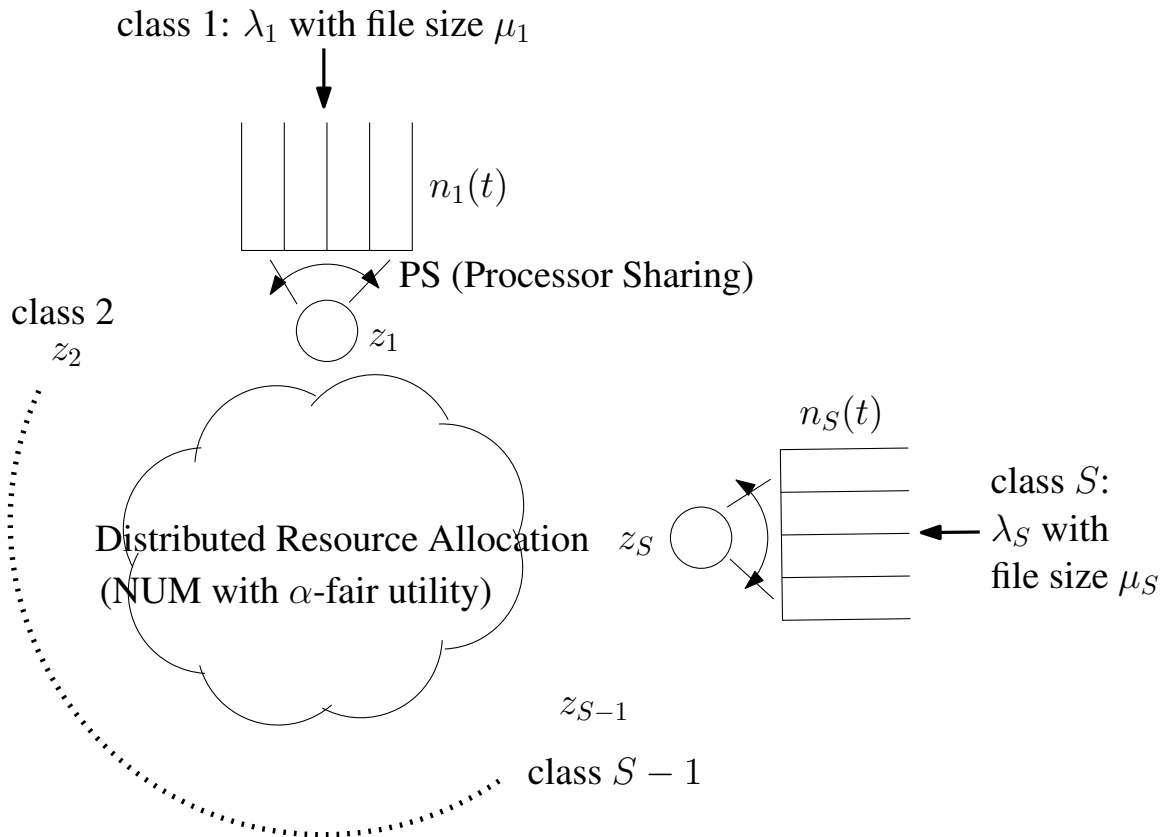 class 1: λ₁ with file size μ₁
n₁(t)
PS (Processor Sharing)
class 2
z₂
z₁
n_S(t)
class S:
λ_S with
file size μ_S
z_S
Distributed Resource Allocation
(NUM with α-fair utility)
z_{S−1}
class S − 1